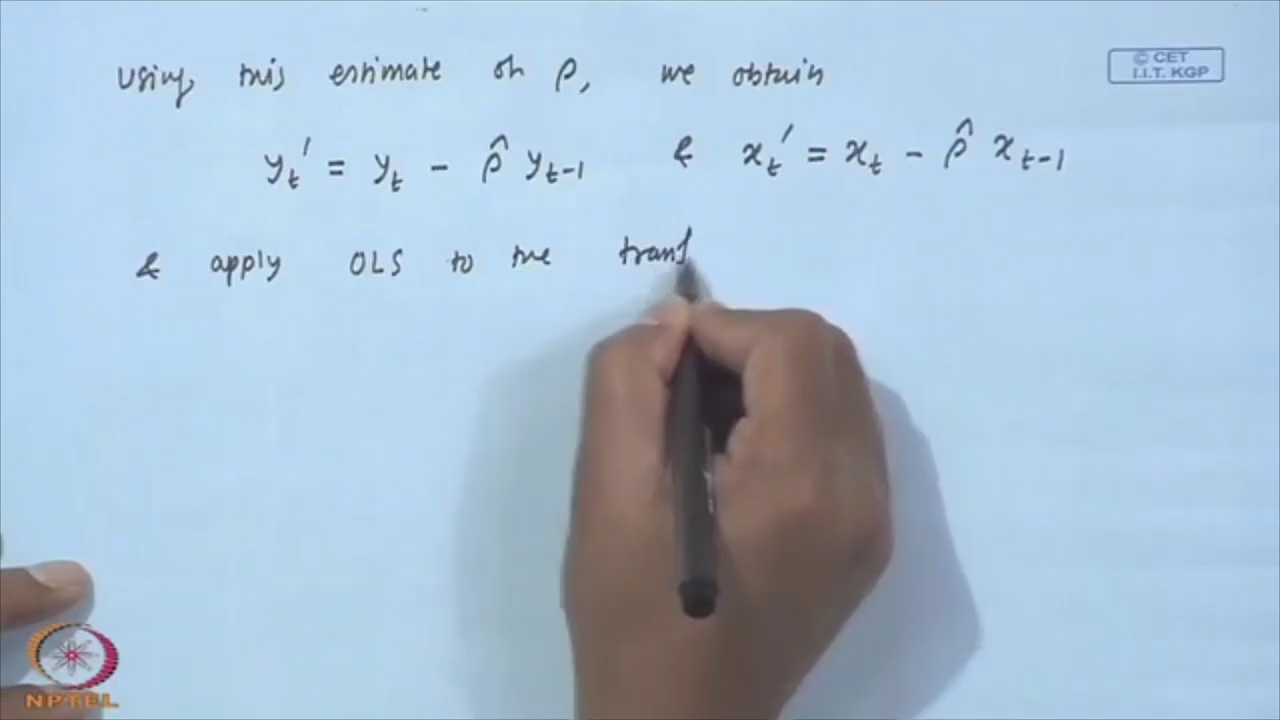 Using this estimate of ρ, we obtain
© CET
I.I.T. KGP
y_t' = y_t - ρ̂ y_{t-1} & x_t' = x_t - ρ̂ x_{t-1}
& apply OLS to the transf
NPTEL